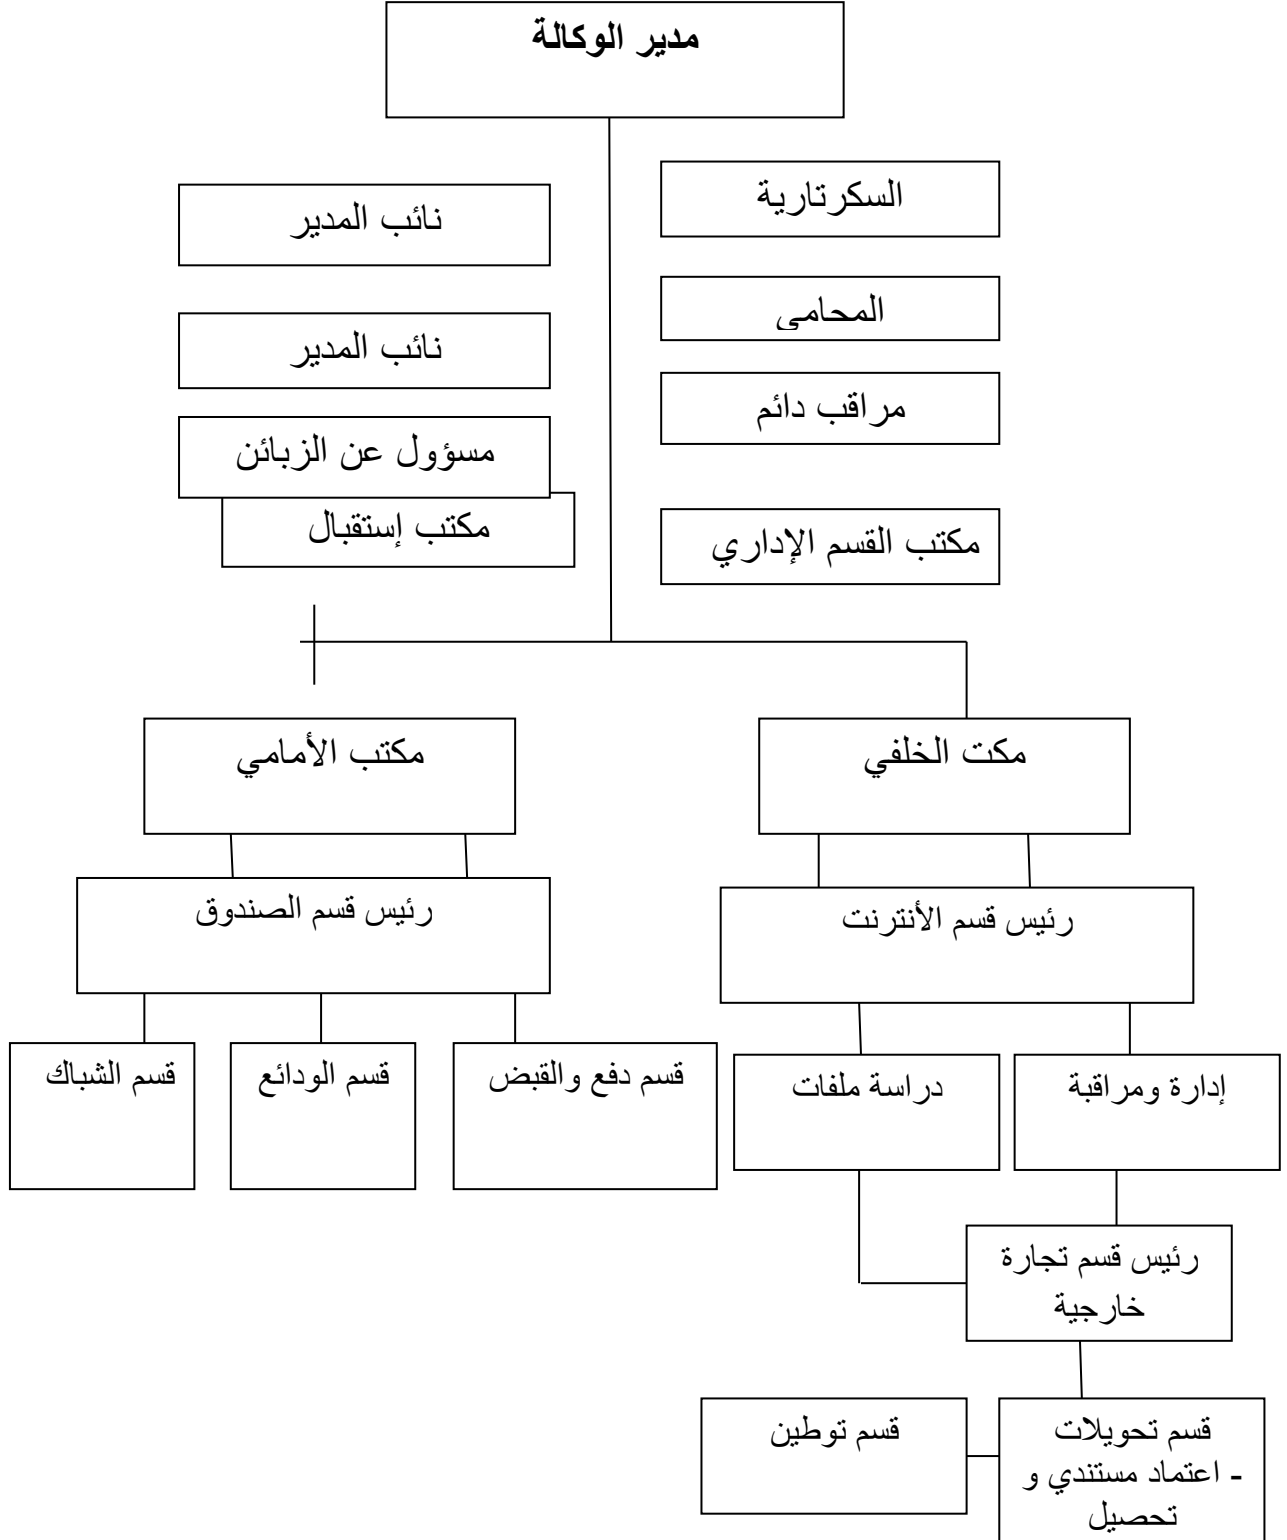 مدير الوكالة
السكرتارية
نائب المدير
المحامي
نائب المدير
مراقب دائم
مسؤول عن الزبائن
مكتب إستقبال
مكتب القسم الإداري
مكت الخلفي
مكتب الأمامي
رئيس قسم الأنترنت
رئيس قسم الصندوق
إدارة ومراقبة
دراسة ملفات
قسم دفع والقبض
قسم الودائع
قسم الشباك
رئيس قسم تجارة
خارجية
قسم تحويلات
- اعتماد مستندي و
تحصيل
قسم توطين